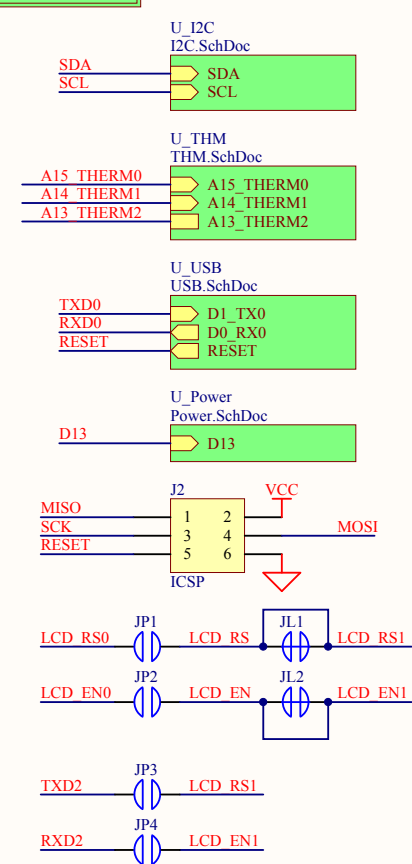 U_I2C
I2C.SchDoc
SDA SDA
SCL SCL
U_THM
THM.SchDoc
A15_THERM0 A15_THERM0
A14_THERM1 A14_THERM1
A13_THERM2 A13_THERM2
U_USB
USB.SchDoc
TXD0 D1_TX0
RXD0 D0_RX0
RESET RESET
U_Power
Power.SchDoc
D13 D13
J2 VCC
MISO 1 2
SCK 3 4 MOSI
RESET 5 6
ICSP
JP1 JL1
LCD_RS0 LCD_RS LCD_RS1
JP2 JL2
LCD_EN0 LCD_EN LCD_EN1
JP3
TXD2 LCD_RS1
JP4
RXD2 LCD_EN1